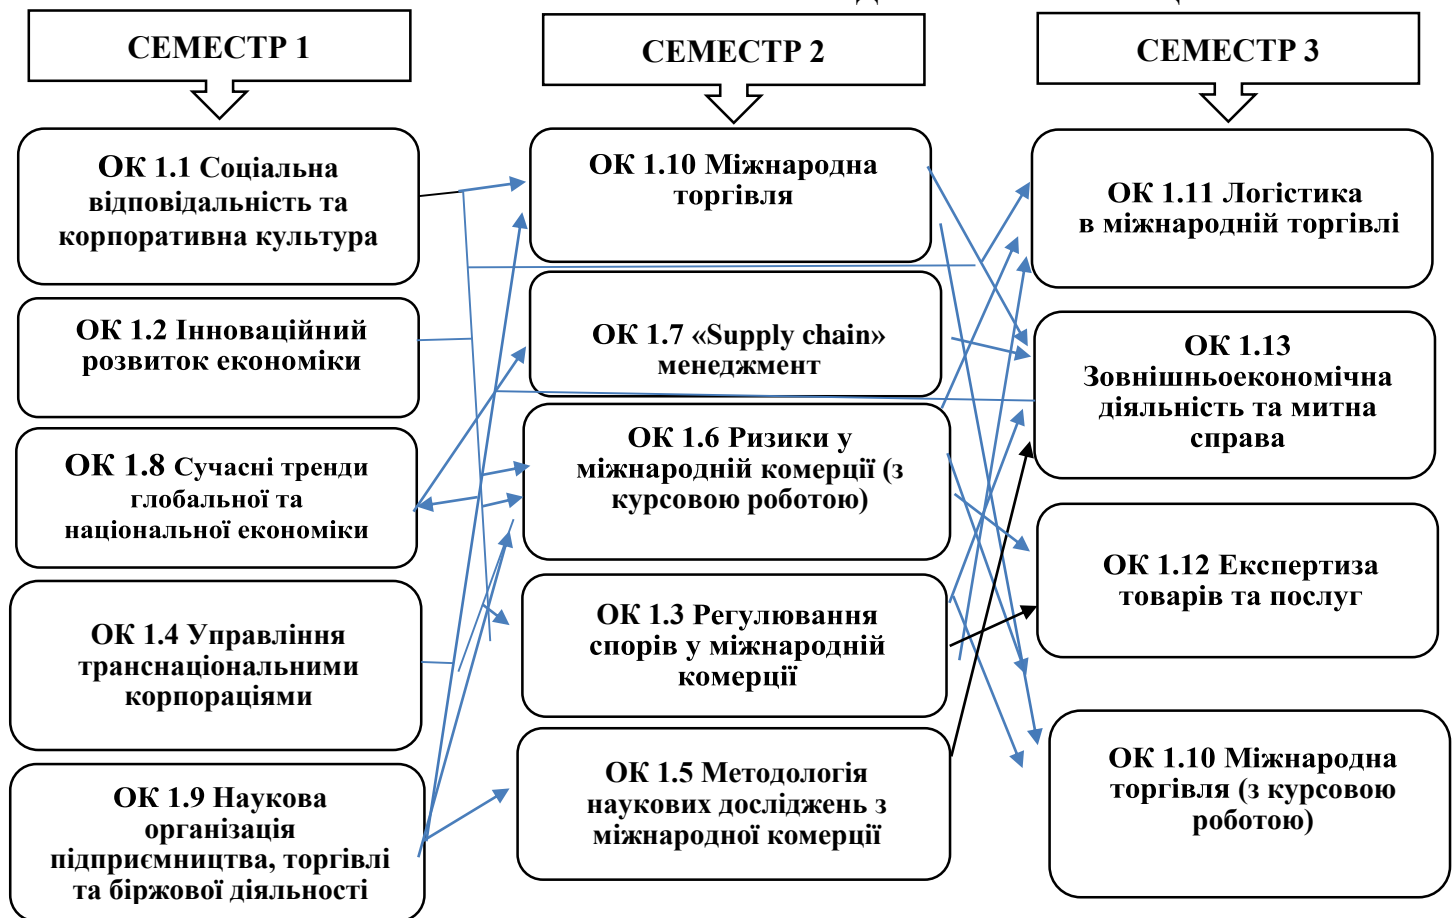 СЕМЕСТР 1
СЕМЕСТР 2
СЕМЕСТР 3
ОК 1.1 Соціальна
відповідальність та
корпоративна культура
ОК 1.2 Інноваційний
розвиток економіки
ОК 1.8 Сучасні тренди
глобальної та
національної економіки
ОК 1.4 Управління
транснаціональними
корпораціями
ОК 1.9 Наукова
організація
підприємництва, торгівлі
та біржової діяльності
ОК 1.10 Міжнародна
торгівля
ОК 1.7 «Supply chain»
менеджмент
ОК 1.6 Ризики у
міжнародній комерції (з
курсовою роботою)
ОК 1.3 Регулювання
спорів у міжнародній
комерції
ОК 1.5 Методологія
наукових досліджень з
міжнародної комерції
ОК 1.11 Логістика
в міжнародній торгівлі
ОК 1.13
Зовнішньоекономічна
діяльність та митна
справа
ОК 1.12 Експертиза
товарів та послуг
ОК 1.10 Міжнародна
торгівля (з курсовою
роботою)